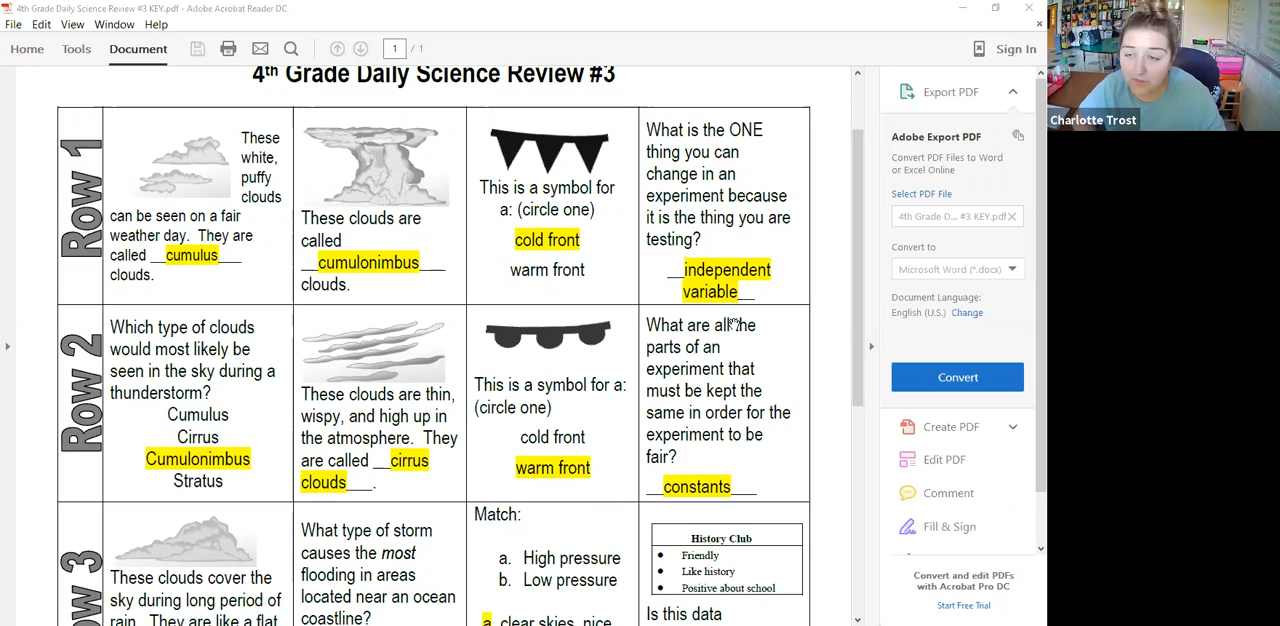 4th Grade Daily Science Review #3 KEY.pdf - Adobe Acrobat Reader DC
File Edit View Window Help
Home Tools Document 1 / 1 Sign In
4th Grade Daily Science Review #3
Row 1
These
white,
puffy
clouds
can be seen on a fair
weather day. They are
called __cumulus___
clouds.
These clouds are
called
__cumulonimbus___
clouds.
This is a symbol for
a: (circle one)
cold front
warm front
What is the ONE
thing you can
change in an
experiment because
it is the thing you are
testing?
__independent
variable__
Row 2
Which type of clouds
would most likely be
seen in the sky during a
thunderstorm?
Cumulus
Cirrus
Cumulonimbus
Stratus
These clouds are thin,
wispy, and high up in
the atmosphere. They
are called __cirrus
clouds___.
This is a symbol for a:
(circle one)
cold front
warm front
What are all the
parts of an
experiment that
must be kept the
same in order for the
experiment to be
fair?
__constants___
Row 3
These clouds cover the
sky during long period of
rain. They are like a flat
What type of storm
causes the most
flooding in areas
located near an ocean
coastline?
Match:
a. High pressure
b. Low pressure
a clear skies, nice
History Club
• Friendly
• Like history
• Positive about school
Is this data
Export PDF
Adobe Export PDF
Convert PDF Files to Word
or Excel Online
Select PDF File
4th Grade D... #3 KEY.pdf
Convert to
Microsoft Word (*.docx)
Document Language:
English (U.S.) Change
Convert
Create PDF
Edit PDF
Comment
Fill & Sign
Convert and edit PDFs
with Acrobat Pro DC
Start Free Trial
Charlotte Trost